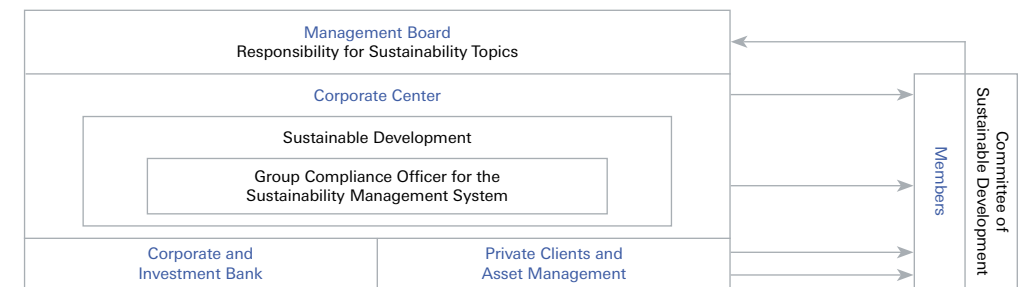 Management Board
Responsibility for Sustainability Topics
Corporate Center
Sustainable Development
Group Compliance Officer for the
Sustainability Management System
Corporate and
Investment Bank
Private Clients and
Asset Management
Members
Committee of
Sustainable Development